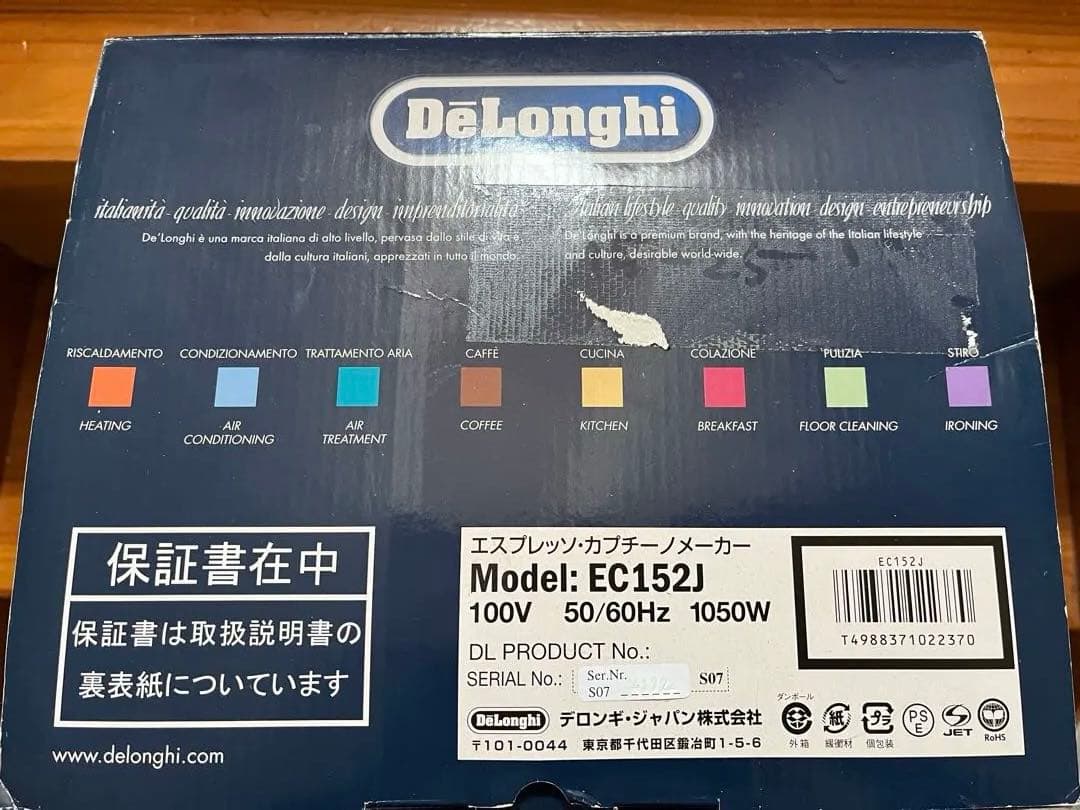 DēLonghi
italianità - qualità - innovazione - design - imprenditorialità
De'Longhi è una marca italiana di alto livello, pervasa dallo stile di vita e
dalla cultura italiani, apprezzati in tutto il mondo.
italian lifestyle - quality - innovation - design - entrepreneurship
De'Longhi is a premium brand, with the heritage of the Italian lifestyle
and culture, desirable world-wide.
RISCALDAMENTO CONDIZIONAMENTO TRATTAMENTO ARIA CAFFÈ CUCINA COLAZIONE PULIZIA STIRO
HEATING AIR CONDITIONING AIR TREATMENT COFFEE KITCHEN BREAKFAST FLOOR CLEANING IRONING
保証書在中
保証書は取扱説明書の
裏表紙についています
www.delonghi.com
エスプレッソ・カプチーノメーカー
Model: EC152J
100V 50/60Hz 1050W
DL PRODUCT No.:
SERIAL No.: Ser.Nr. S07
S07
EC152J
T4988371022370
DēLonghi デロンギ・ジャパン株式会社
〒101-0044 東京都千代田区鍛冶町1-5-6
ダンボール
外箱
紙
緩衝材
プラ
個包装
PS
E
JET
RoHS